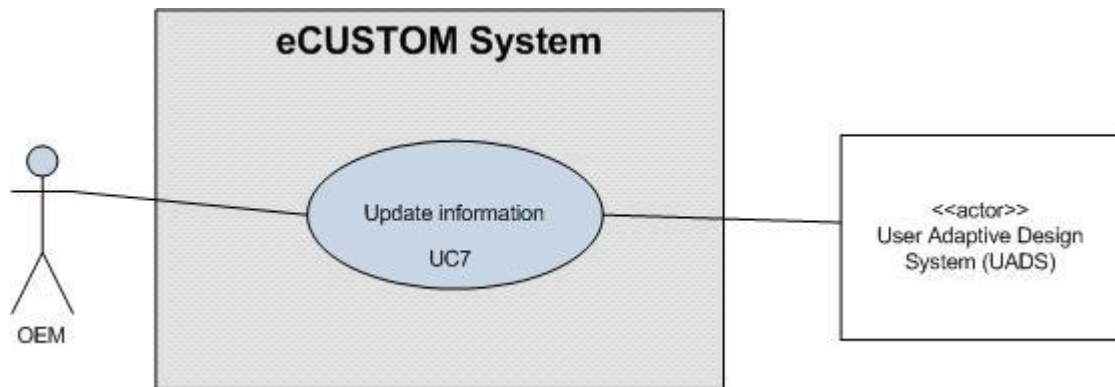 eCUSTOM System
Update information
UC7
OEM
<<actor>>
User Adaptive Design
System (UADS)